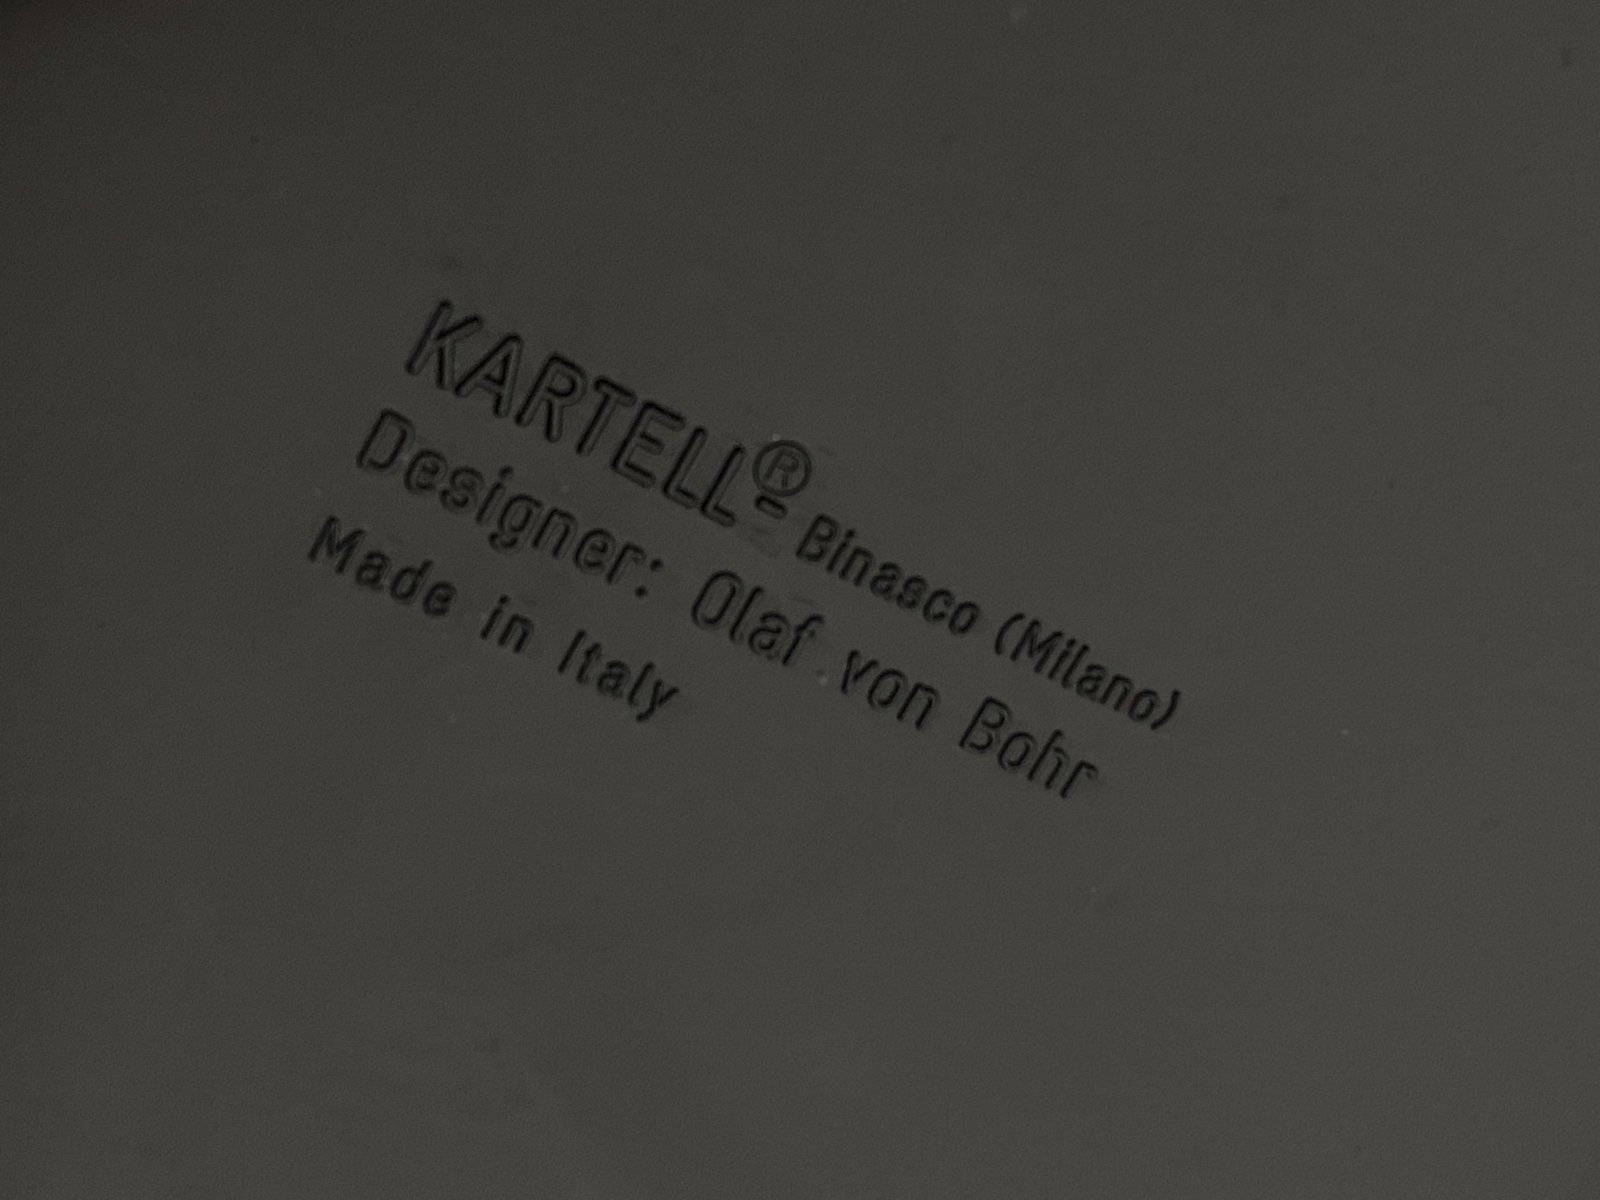 KARTELL®- Binasco (Milano)
Designer: Olaf von Bohr
Made in Italy